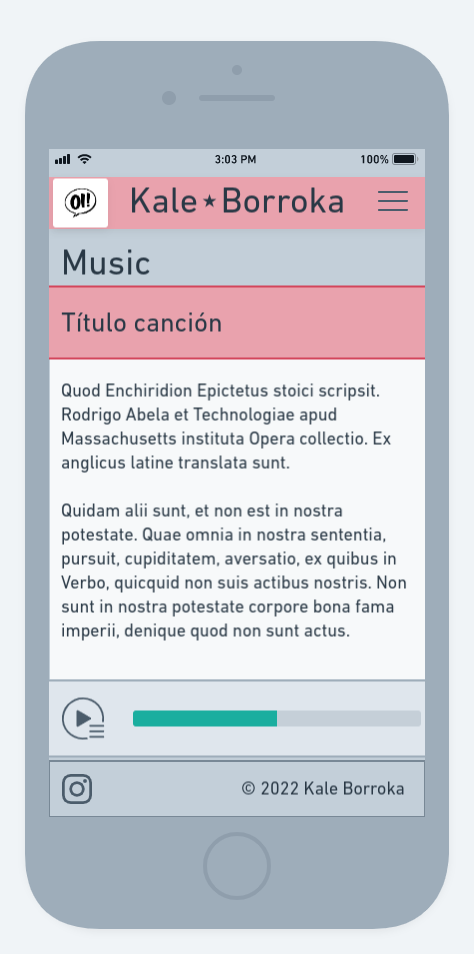 3:03 PM
100%
OI!!
Kale★Borroka
Music
Título canción
Quod Enchiridion Epictetus stoici scripsit.
Rodrigo Abela et Technologiae apud
Massachusetts instituta Opera collectio. Ex
anglicus latine translata sunt.
Quidam alii sunt, et non est in nostra
potestate. Quae omnia in nostra sententia,
pursuit, cupiditatem, aversatio, ex quibus in
Verbo, quicquid non suis actibus nostris. Non
sunt in nostra potestate corpore bona fama
imperii, denique quod non sunt actus.
© 2022 Kale Borroka